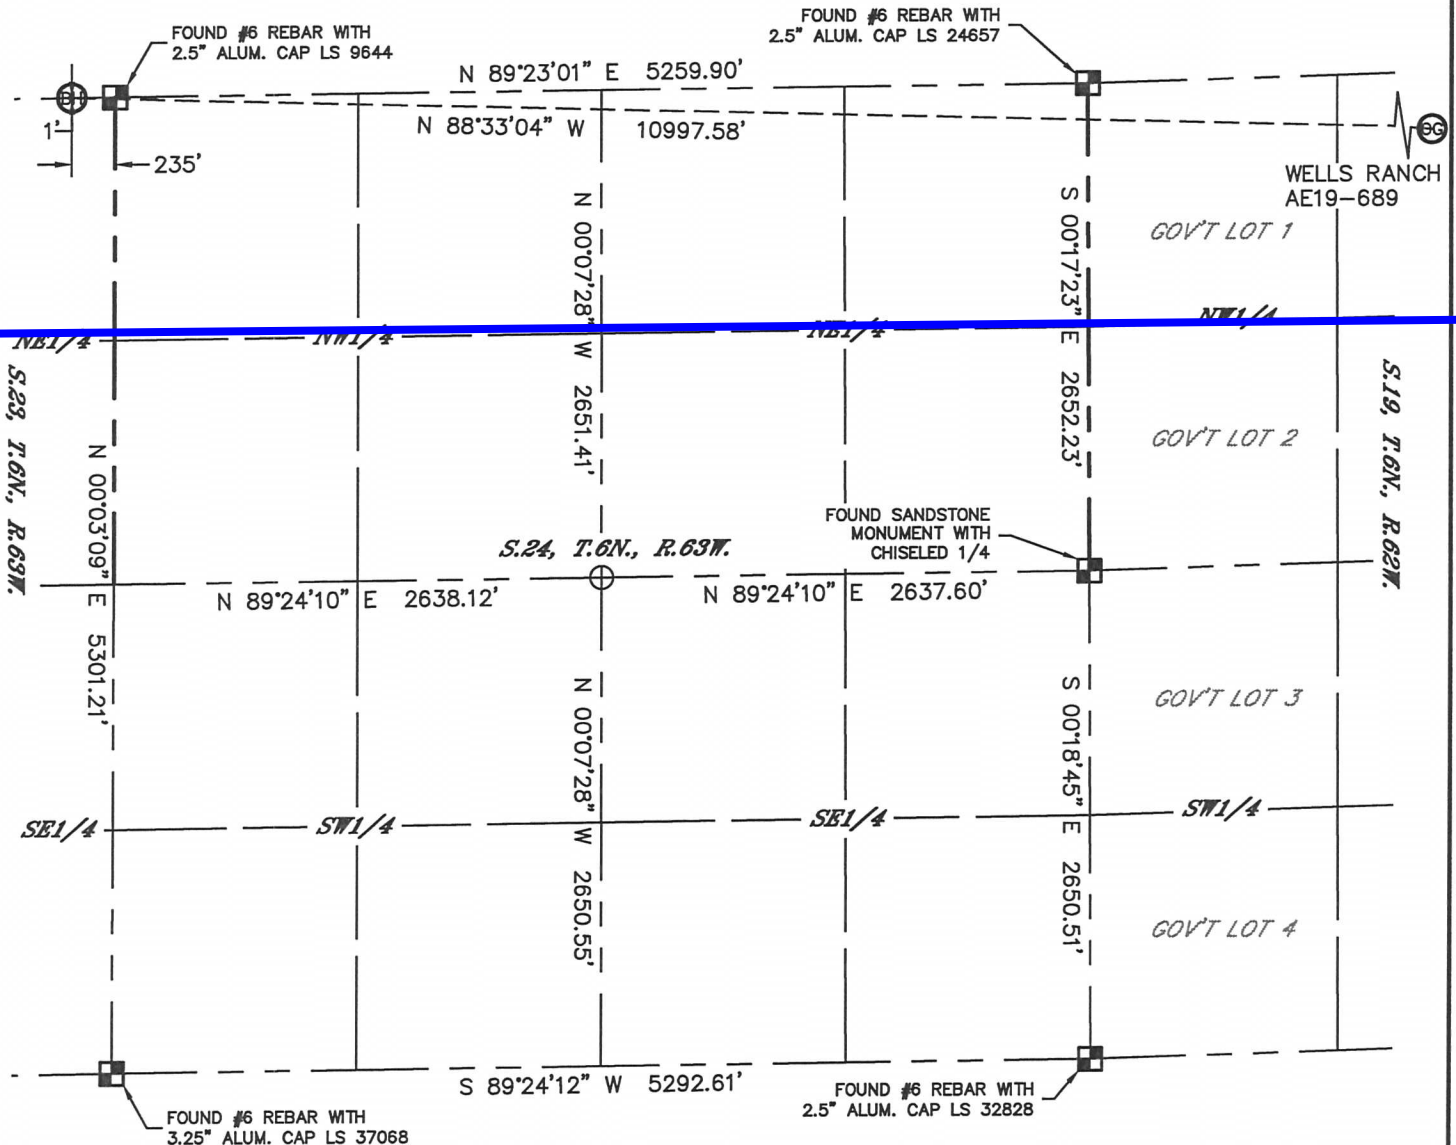 FOUND #6 REBAR WITH
2.5" ALUM. CAP LS 9644
FOUND #6 REBAR WITH
2.5" ALUM. CAP LS 24657
N 89°23'01" E 5259.90'
N 88°33'04" W 10997.58'
1'
235'
WELLS RANCH
AE19-689
GOV'T LOT 1
N 00°07'28" W 2651.41'
S 00°17'23" E 2652.23'
NE1/4
NW1/4
NE1/4
NW1/4
S.23, T.6N., R.63W.
S.19, T.6N., R.62W.
GOV'T LOT 2
N 00°03'09" E 5301.21'
FOUND SANDSTONE
MONUMENT WITH
CHISELED 1/4
S.24, T.6N., R.63W.
N 89°24'10" E 2638.12'
N 89°24'10" E 2637.60'
N 00°07'28" W 2650.55'
S 00°18'45" E 2650.51'
GOV'T LOT 3
SE1/4
SW1/4
SE1/4
SW1/4
GOV'T LOT 4
S 89°24'12" W 5292.61'
FOUND #6 REBAR WITH
3.25" ALUM. CAP LS 37068
FOUND #6 REBAR WITH
2.5" ALUM. CAP LS 32828